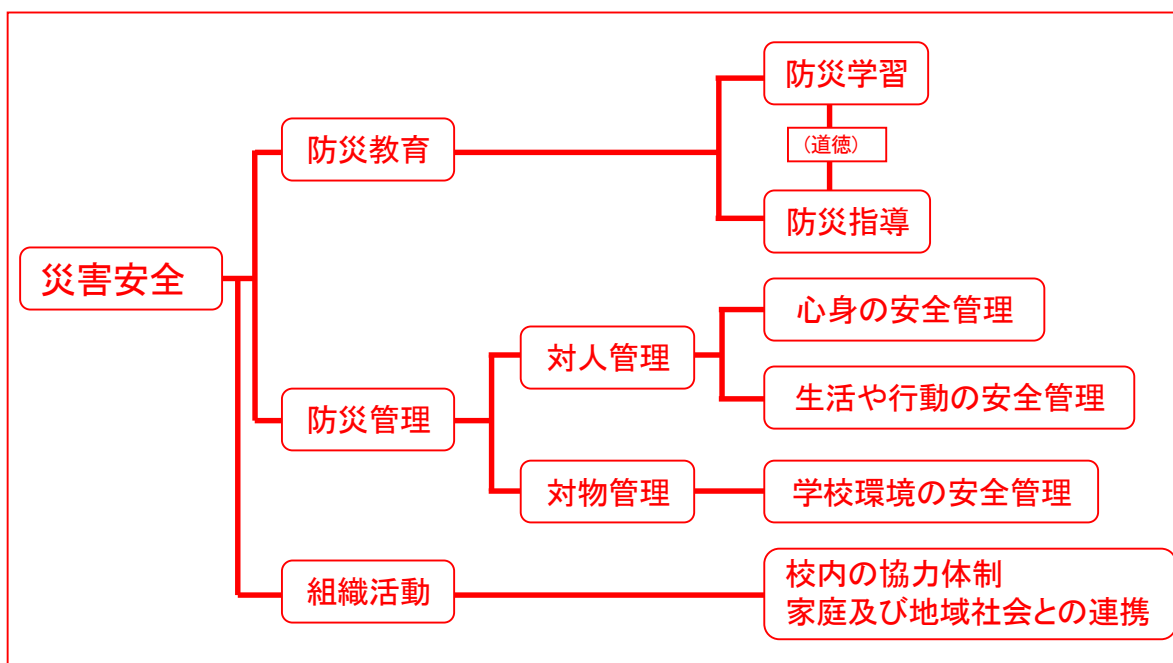 災害安全
防災教育
防災学習
(道徳)
防災指導
防災管理
対人管理
心身の安全管理
生活や行動の安全管理
対物管理
学校環境の安全管理
組織活動
校内の協力体制
家庭及び地域社会との連携